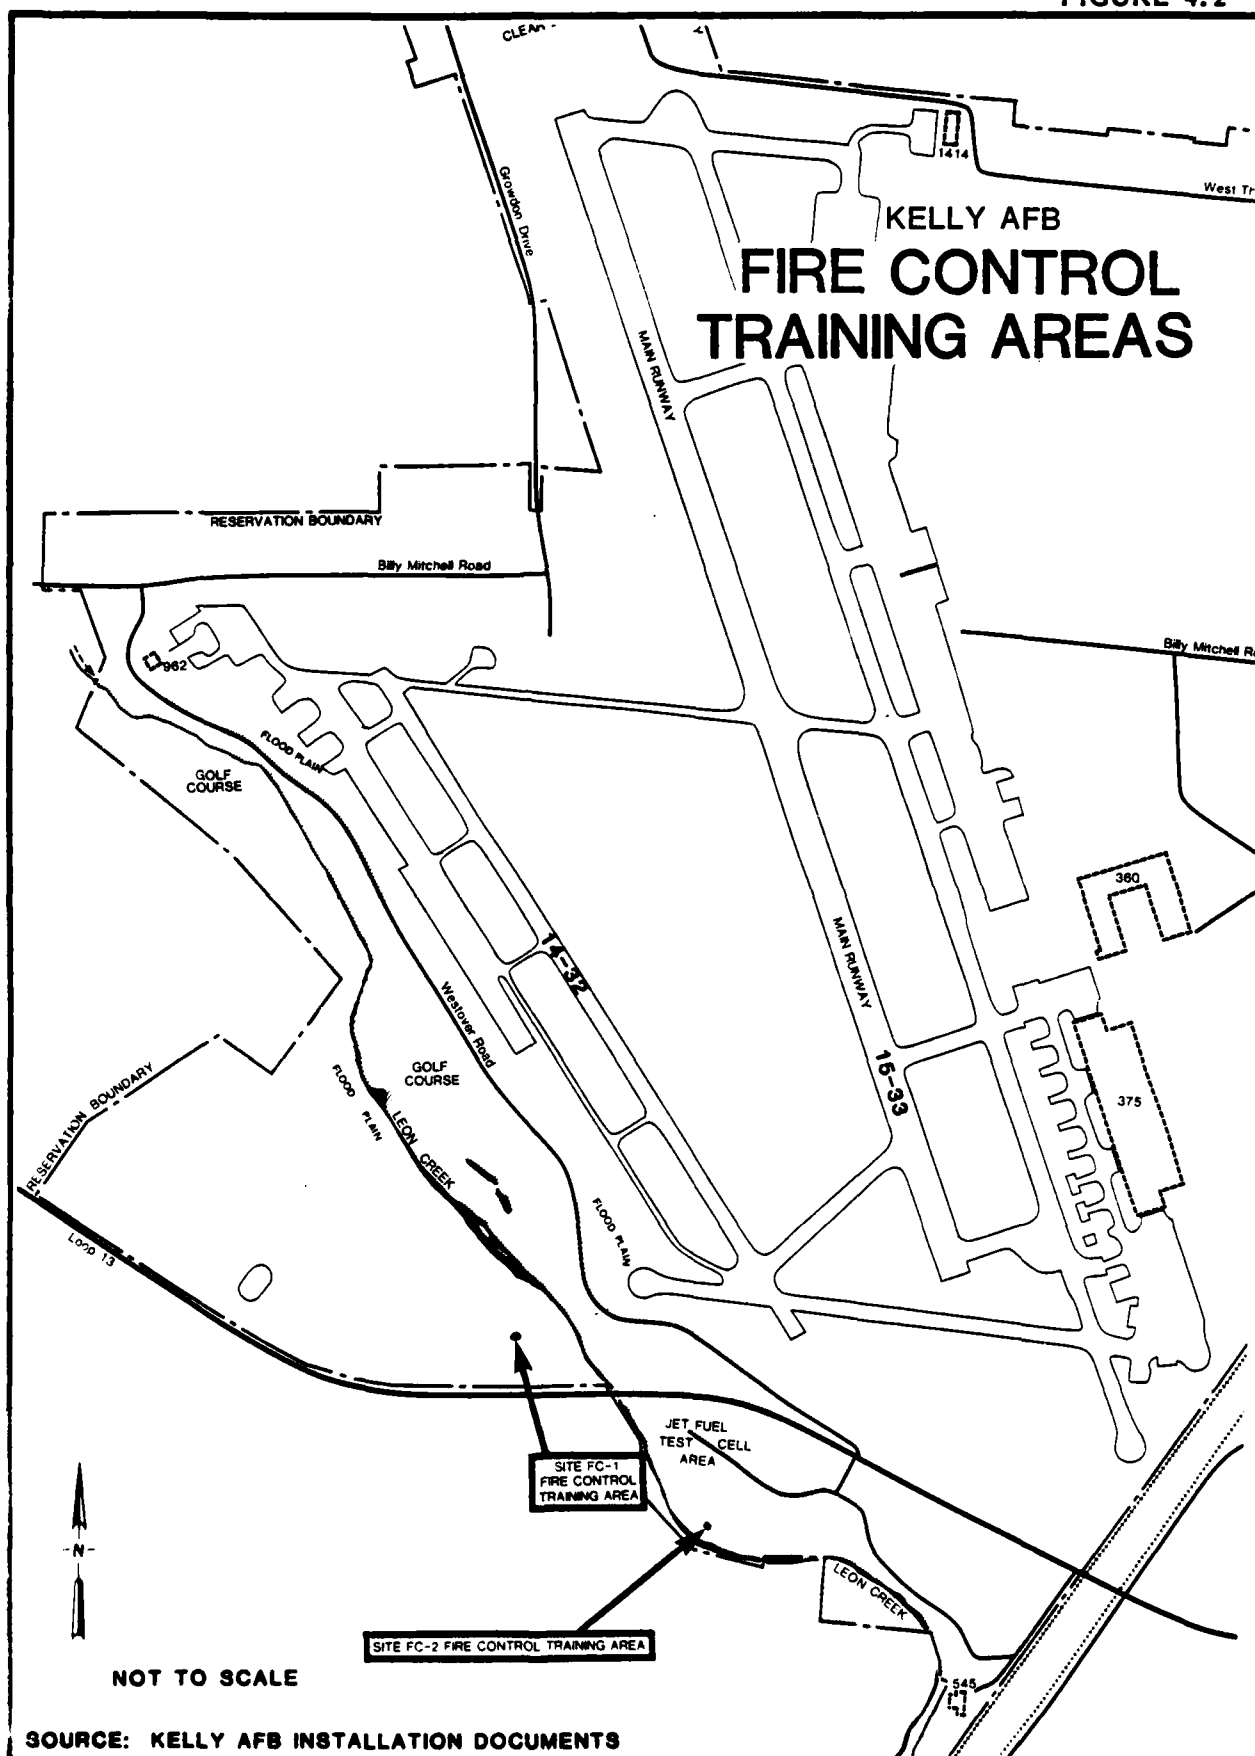 FIGURE 4.2
CLEAR
1414
West Tr
KELLY AFB
FIRE CONTROL
TRAINING AREAS
Growdon Drive
MAIN RUNWAY
RESERVATION BOUNDARY
Billy Mitchell Road
Billy Mitchell R
962
FLOOD PLAIN
GOLF
COURSE
360
14-32
MAIN RUNWAY
Westover Road
15-33
GOLF
COURSE
FLOOD PLAIN
RESERVATION BOUNDARY
375
LEON CREEK
FLOOD PLAIN
Loop 13
JET FUEL
TEST CELL
AREA
SITE FC-1
FIRE CONTROL
TRAINING AREA
-N-
LEON CREEK
SITE FC-2 FIRE CONTROL TRAINING AREA
NOT TO SCALE
545
SOURCE: KELLY AFB INSTALLATION DOCUMENTS